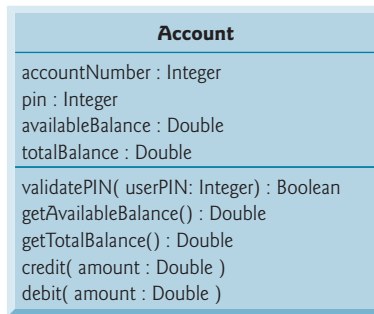 Account
accountNumber : Integer
pin : Integer
availableBalance : Double
totalBalance : Double
validatePIN( userPIN: Integer) : Boolean
getAvailableBalance() : Double
getTotalBalance() : Double
credit( amount : Double )
debit( amount : Double )